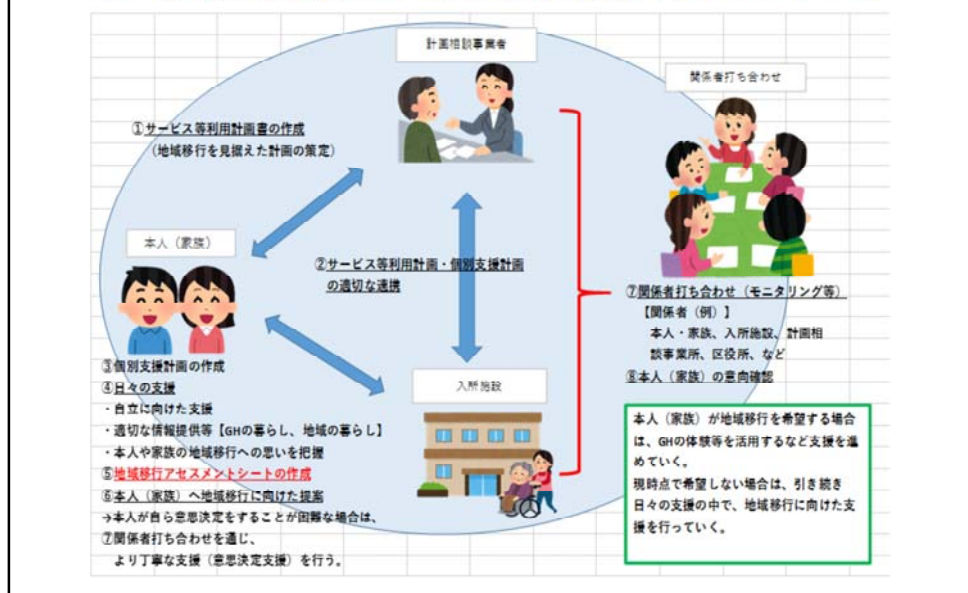 計画相談事業者
関係者打ち合わせ
①サービス等利用計画書の作成
(地域移行を見据えた計画の策定)
本人(家族)
②サービス等利用計画・個別支援計画
の適切な連携
入所施設
③個別支援計画の作成
④日々の支援
・自立に向けた支援
・適切な情報提供等【GHの暮らし、地域の暮らし】
・本人や家族の地域移行への思いを把握
⑤地域移行アセスメントシートの作成
⑥本人(家族)へ地域移行に向けた提案
→本人が自ら意思決定をすることが困難な場合は、
⑦関係者打ち合わせを通じ、
より丁寧な支援(意思決定支援)を行う。
⑦関係者打ち合わせ(モニタリング等)
【関係者(例)】
本人・家族、入所施設、計画相
談事業所、区役所、など
⑧本人(家族)の意向確認
本人(家族)が地域移行を希望する場合
は、GHの体験等を活用するなど支援を進
めていく。
現時点で希望しない場合は、引き続き
日々の支援の中で、地域移行に向けた支
援を行っていく。